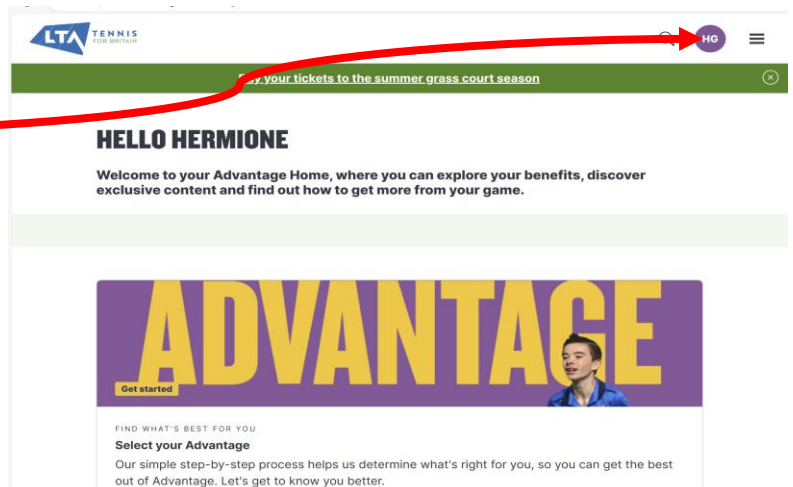 LTA TENNIS
FOR BRITAIN
HG
your tickets to the summer grass court season
HELLO HERMIONE
Welcome to your Advantage Home, where you can explore your benefits, discover
exclusive content and find out how to get more from your game.
ADVANTAGE
Get started
FIND WHAT'S BEST FOR YOU
Select your Advantage
Our simple step-by-step process helps us determine what's right for you, so you can get the best
out of Advantage. Let's get to know you better.